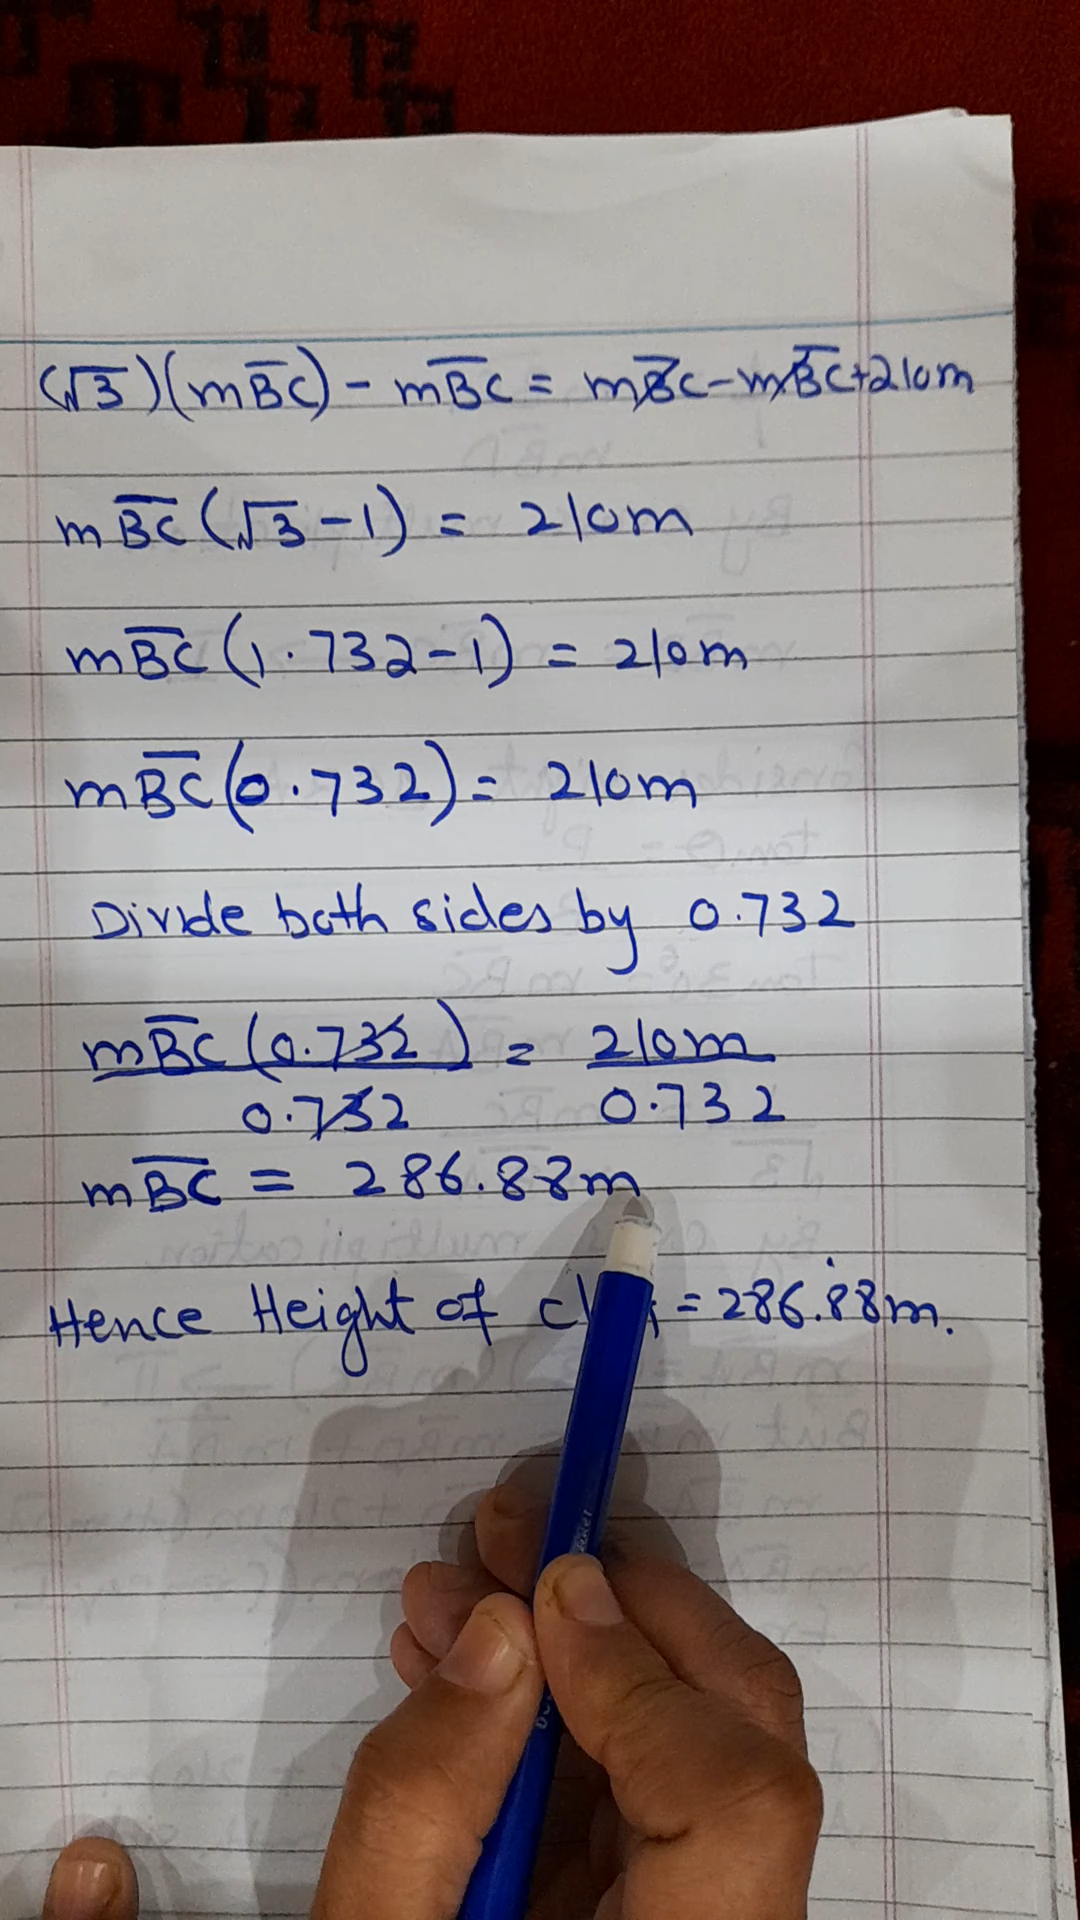 (√3)(mBC) - mBC = mBC - mBC + 210m
mBC (√3 - 1) = 210m
mBC (1.732 - 1) = 210m
mBC (0.732) = 210m
Divide both sides by 0.732
mBC (0.732) = 210m
0.732 0.732
mBC = 286.88m
Hence Height of = 286.88m.